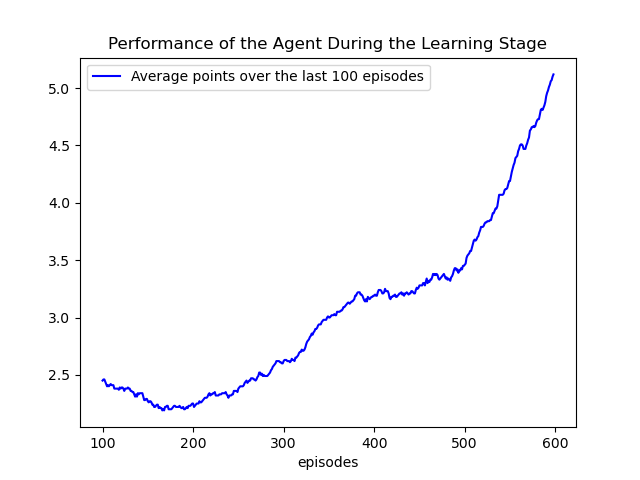 Performance of the Agent During the Learning Stage
Average points over the last 100 episodes
5.0
4.5
4.0
3.5
3.0
2.5
100 200 300 400 500 600
episodes